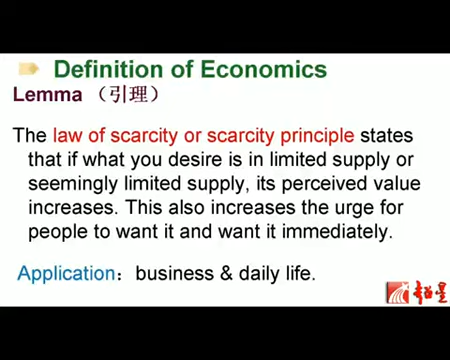 Definition of Economics
Lemma （引理）
The law of scarcity or scarcity principle states
that if what you desire is in limited supply or
seemingly limited supply, its perceived value
increases. This also increases the urge for
people to want it and want it immediately.
Application：business & daily life.